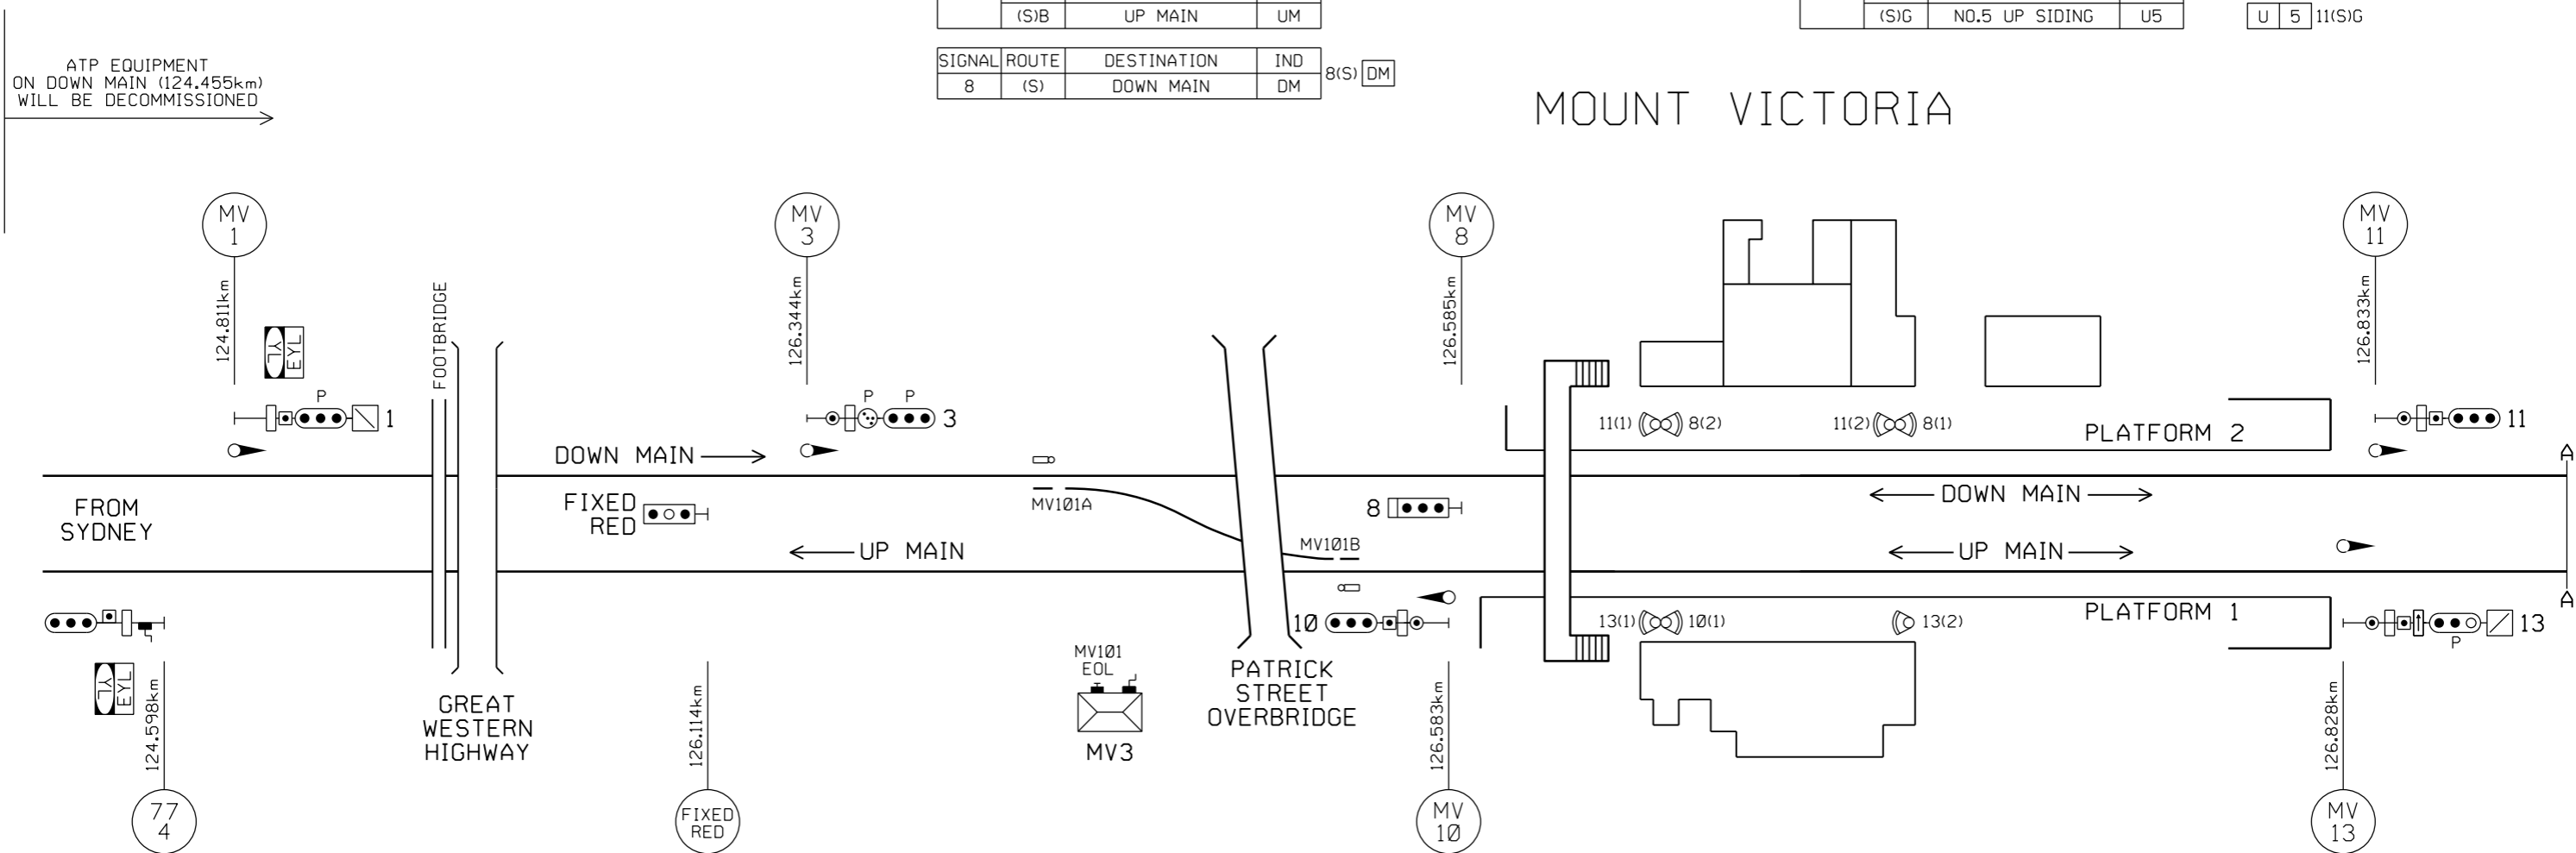 (S)B UP MAIN UM
(S)G NO.5 UP SIDING U5
U 5 11(S)G
SIGNAL ROUTE DESTINATION IND
8 (S) DOWN MAIN DM
8(S) DM
ATP EQUIPMENT
ON DOWN MAIN (124.455km)
WILL BE DECOMMISSIONED
MOUNT VICTORIA
MV
1
MV
3
MV
8
MV
11
124.811km
126.344km
126.585km
126.833km
YL
EYL
FOOTBRIDGE
P
1
P P
3
11(1) 8(2)
11(2) 8(1)
11
PLATFORM 2
DOWN MAIN
A
FROM
SYDNEY
FIXED
RED
MV101A
8
DOWN MAIN
UP MAIN
MV101B
UP MAIN
A
10
13(1) 10(1)
13(2)
PLATFORM 1
P
13
YL
EYL
124.598km
GREAT
WESTERN
HIGHWAY
126.114km
MV101
EOL
MV3
PATRICK
STREET
OVERBRIDGE
126.583km
126.828km
77
4
FIXED
RED
MV
10
MV
13